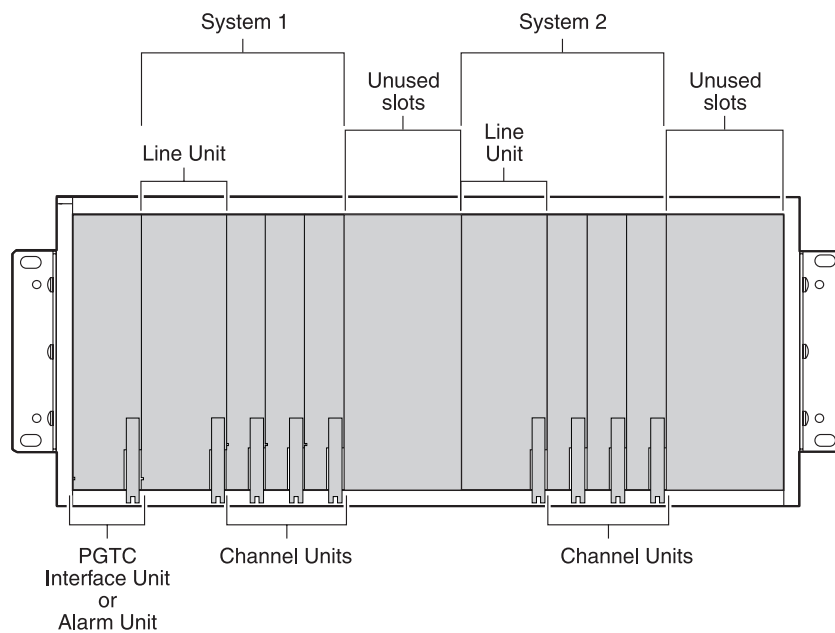 System 1
System 2
Unused
slots
Unused
slots
Line
Unit
Line Unit
PGTC
Interface Unit
or
Alarm Unit
Channel Units
Channel Units